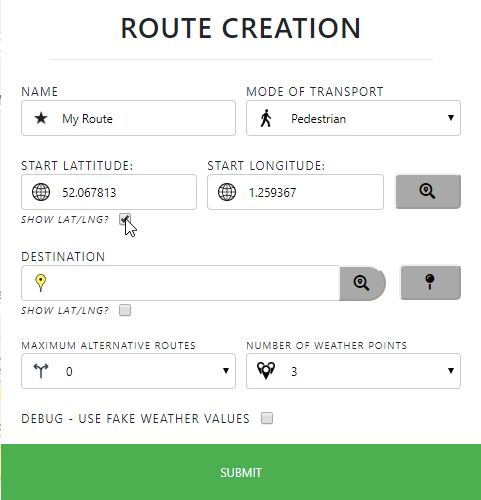 ROUTE CREATION
NAME
MODE OF TRANSPORT
My Route
Pedestrian
START LATTITUDE:
START LONGITUDE:
52.067813
1.259367
SHOW LAT/LNG?
DESTINATION
SHOW LAT/LNG?
MAXIMUM ALTERNATIVE ROUTES
NUMBER OF WEATHER POINTS
0
3
DEBUG - USE FAKE WEATHER VALUES
SUBMIT